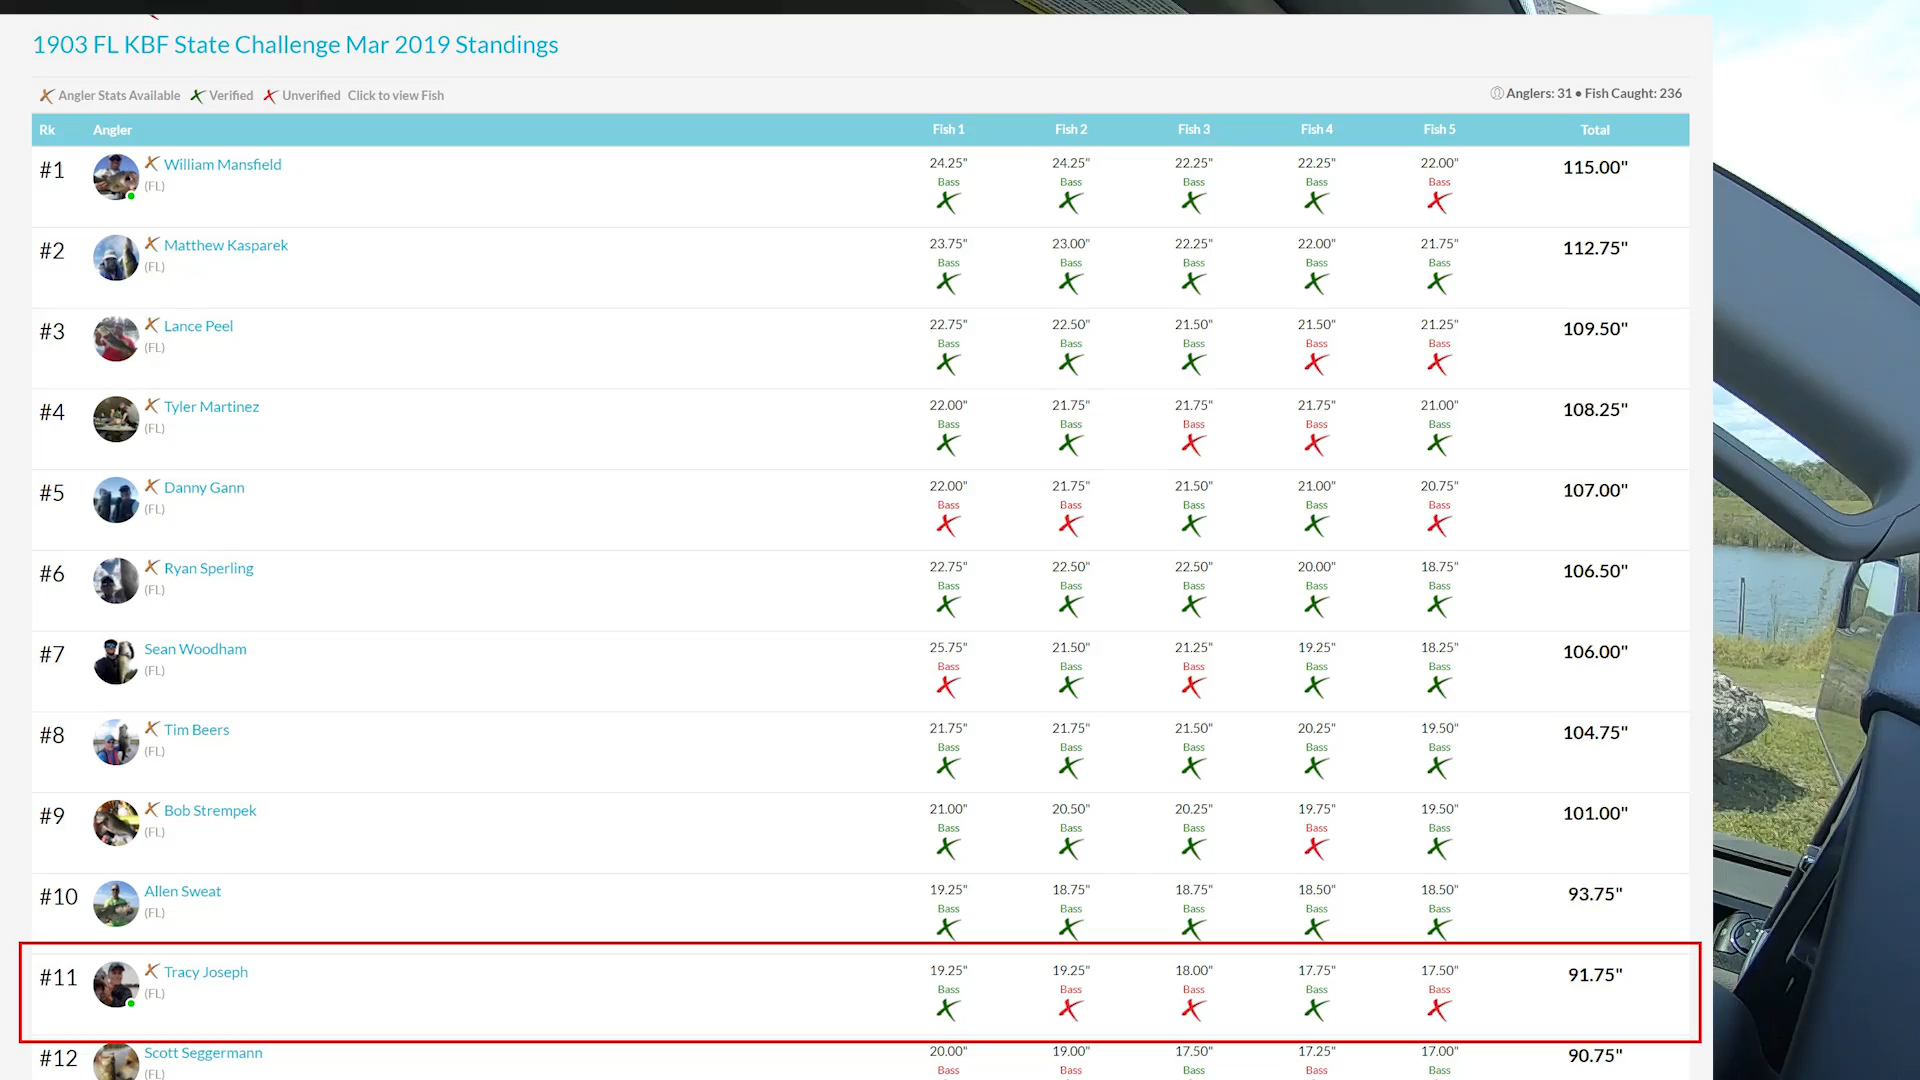 1903 FL KBF State Challenge Mar 2019 Standings
Angler Stats Available Verified Unverified Click to view Fish
Anglers: 31 • Fish Caught: 236
Rk Angler Fish 1 Fish 2 Fish 3 Fish 4 Fish 5 Total
#1 William Mansfield 24.25" 24.25" 22.25" 22.25" 22.00" 115.00"
(FL) Bass Bass Bass Bass Bass
#2 Matthew Kasparek 23.75" 23.00" 22.25" 22.00" 21.75" 112.75"
(FL) Bass Bass Bass Bass Bass
#3 Lance Peel 22.75" 22.50" 21.50" 21.50" 21.25" 109.50"
(FL) Bass Bass Bass Bass Bass
#4 Tyler Martinez 22.00" 21.75" 21.75" 21.75" 21.00" 108.25"
(FL) Bass Bass Bass Bass Bass
#5 Danny Gann 22.00" 21.75" 21.50" 21.00" 20.75" 107.00"
(FL) Bass Bass Bass Bass Bass
#6 Ryan Sperling 22.75" 22.50" 22.50" 20.00" 18.75" 106.50"
(FL) Bass Bass Bass Bass Bass
#7 Sean Woodham 25.75" 21.50" 21.25" 19.25" 18.25" 106.00"
(FL) Bass Bass Bass Bass Bass
#8 Tim Beers 21.75" 21.75" 21.50" 20.25" 19.50" 104.75"
(FL) Bass Bass Bass Bass Bass
#9 Bob Strempek 21.00" 20.50" 20.25" 19.75" 19.50" 101.00"
(FL) Bass Bass Bass Bass Bass
#10 Allen Sweat 19.25" 18.75" 18.75" 18.50" 18.50" 93.75"
(FL) Bass Bass Bass Bass Bass
#11 Tracy Joseph 19.25" 19.25" 18.00" 17.75" 17.50" 91.75"
(FL) Bass Bass Bass Bass Bass
#12 Scott Seggermann 20.00" 19.00" 17.50" 17.25" 17.00" 90.75"
(FL) Bass Bass Bass Bass Bass